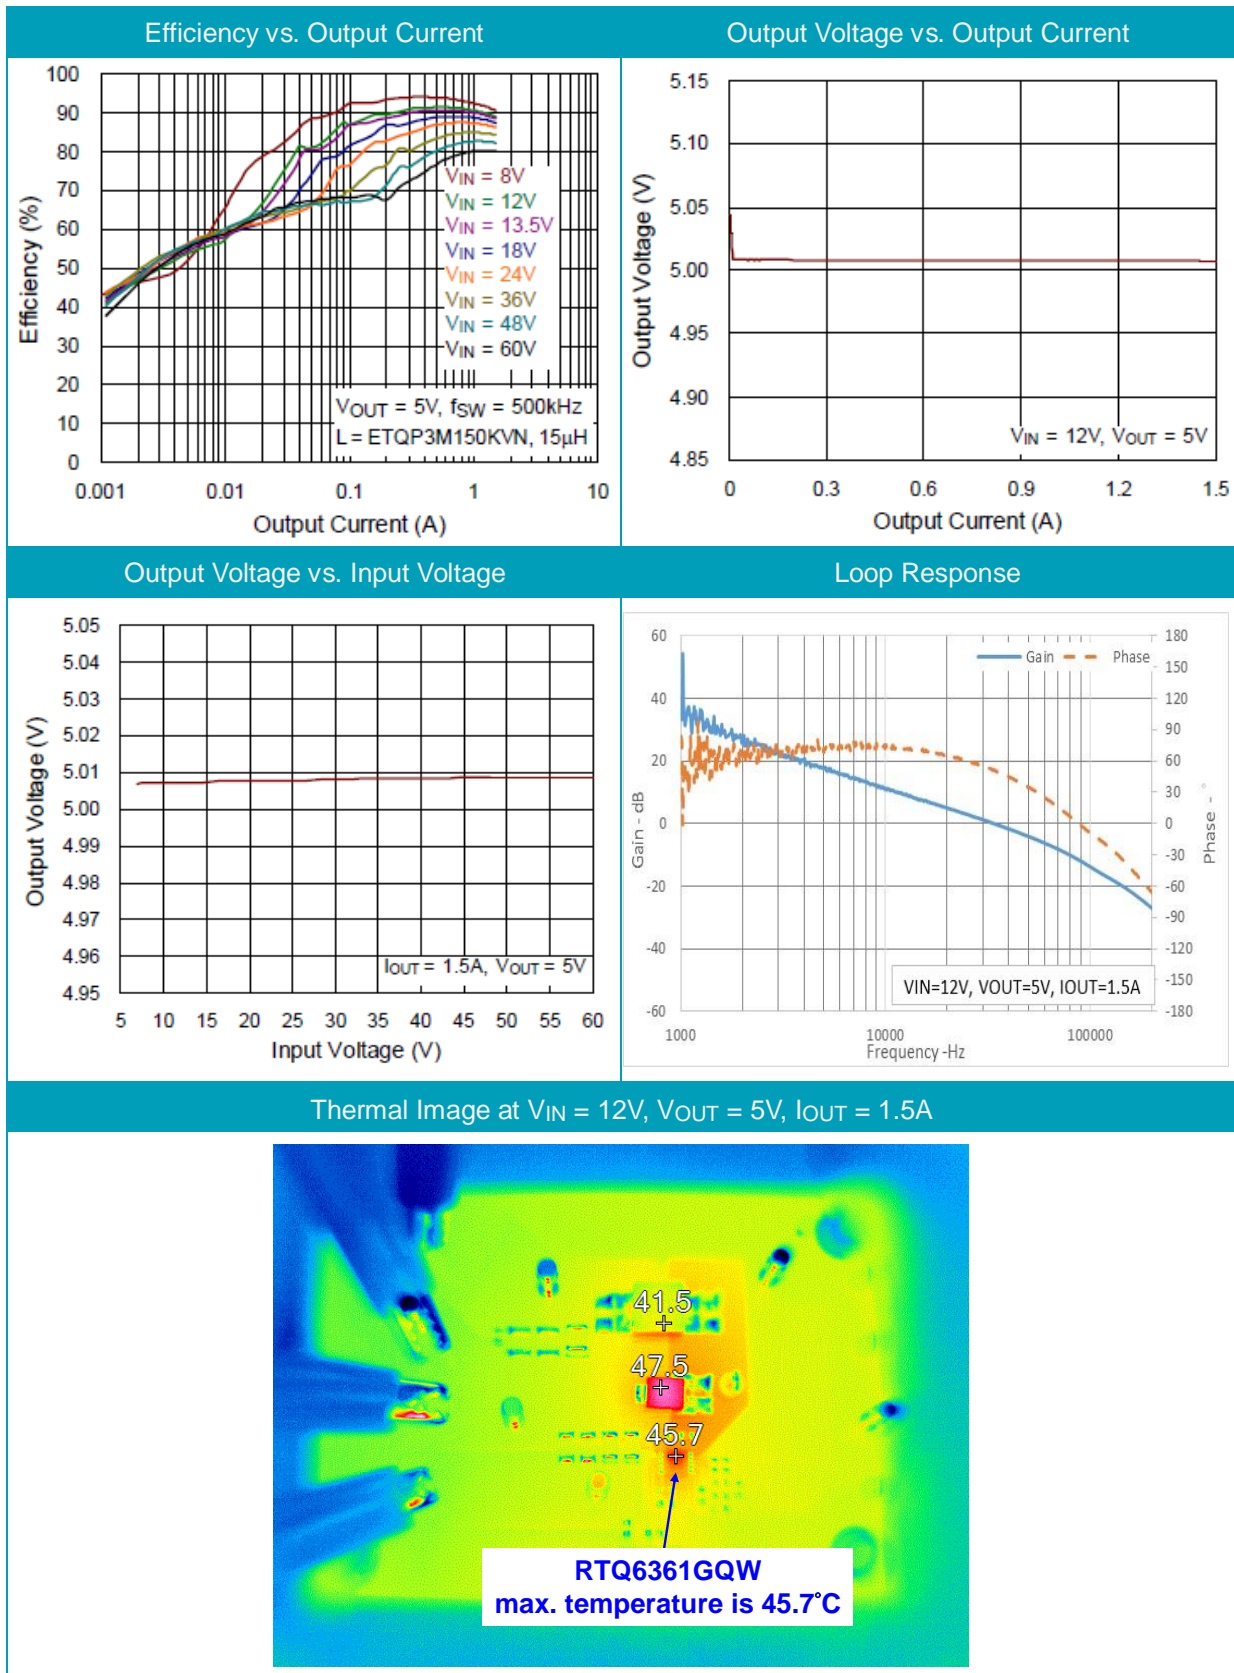 Efficiency vs. Output Current
Output Voltage vs. Output Current
Efficiency (%)
100
90
80
70
60
50
40
30
20
10
0
VIN = 8V
VIN = 12V
VIN = 13.5V
VIN = 18V
VIN = 24V
VIN = 36V
VIN = 48V
VIN = 60V
VOUT = 5V, fSW = 500kHz
L = ETQP3M150KVN, 15μH
0.001 0.01 0.1 1 10
Output Current (A)
Output Voltage (V)
5.15
5.10
5.05
5.00
4.95
4.90
4.85
VIN = 12V, VOUT = 5V
0 0.3 0.6 0.9 1.2 1.5
Output Current (A)
Output Voltage vs. Input Voltage
Loop Response
Output Voltage (V)
5.05
5.04
5.03
5.02
5.01
5.00
4.99
4.98
4.97
4.96
4.95
IOUT = 1.5A, VOUT = 5V
5 10 15 20 25 30 35 40 45 50 55 60
Input Voltage (V)
Gain - dB
60
40
20
0
-20
-40
-60
Gain Phase
180
150
120
90
60
30
0
-30
-60
-90
-120
-150
-180
Phase - °
VIN=12V, VOUT=5V, IOUT=1.5A
1000 10000 100000
Frequency -Hz
Thermal Image at VIN = 12V, VOUT = 5V, IOUT = 1.5A
41.5
47.5
45.7
RTQ6361GQW
max. temperature is 45.7°C